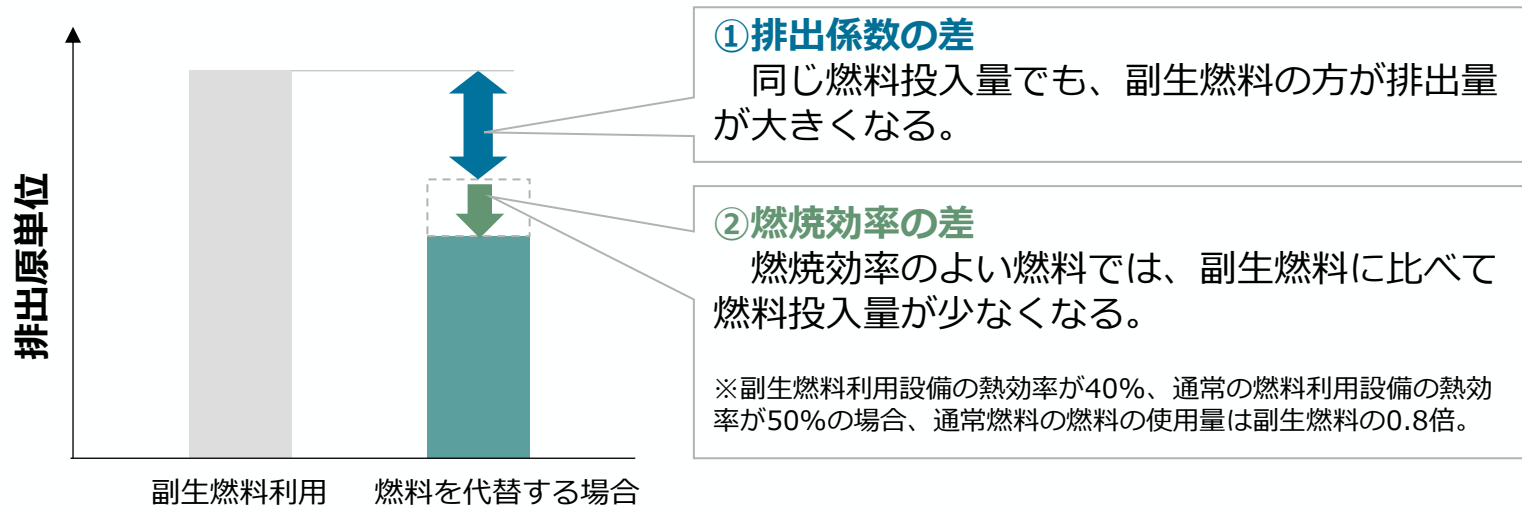 ①排出係数の差
同じ燃料投入量でも、副生燃料の方が排出量
が大きくなる。
②燃焼効率の差
燃焼効率のよい燃料では、副生燃料に比べて
燃料投入量が少なくなる。
※副生燃料利用設備の熱効率が40%、通常の燃料利用設備の熱効
率が50%の場合、通常燃料の燃料の使用量は副生燃料の0.8倍。
排出原単位
副生燃料利用
燃料を代替する場合